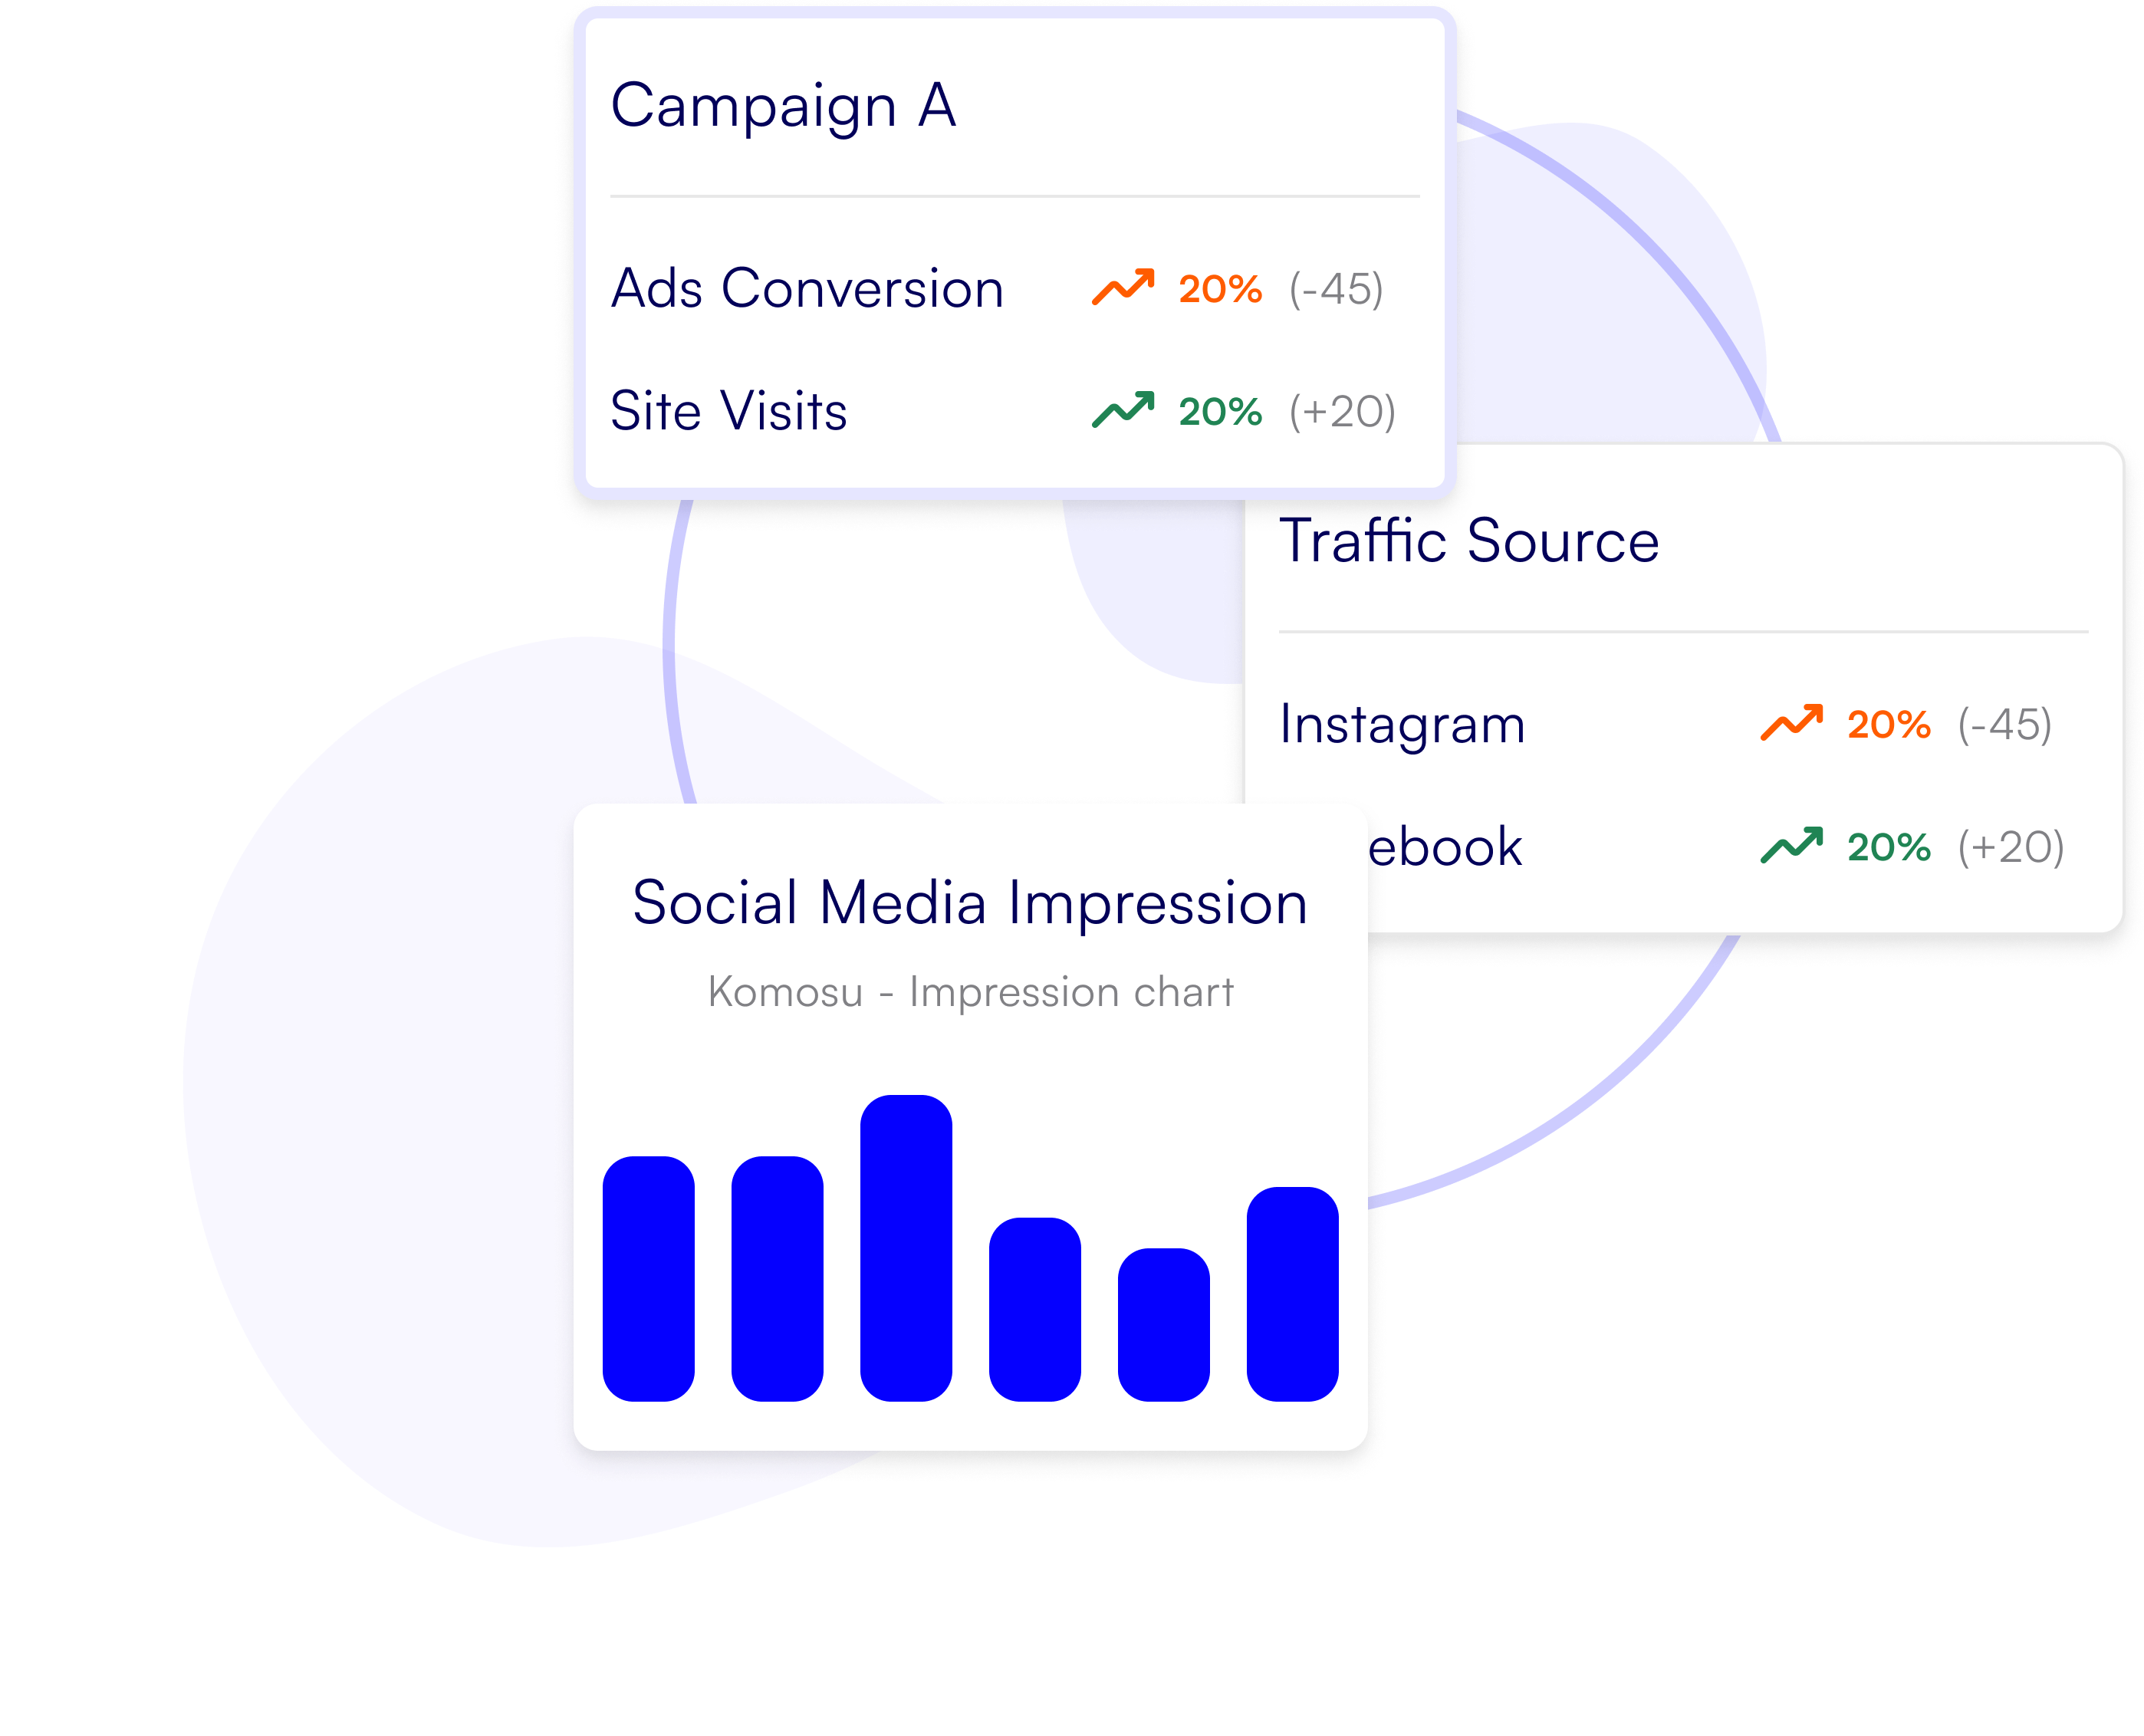 Campaign A
Ads Conversion 20% (-45)
Site Visits 20% (+20)
Traffic Source
Instagram 20% (-45)
ebook 20% (+20)
Social Media Impression
Komosu - Impression chart